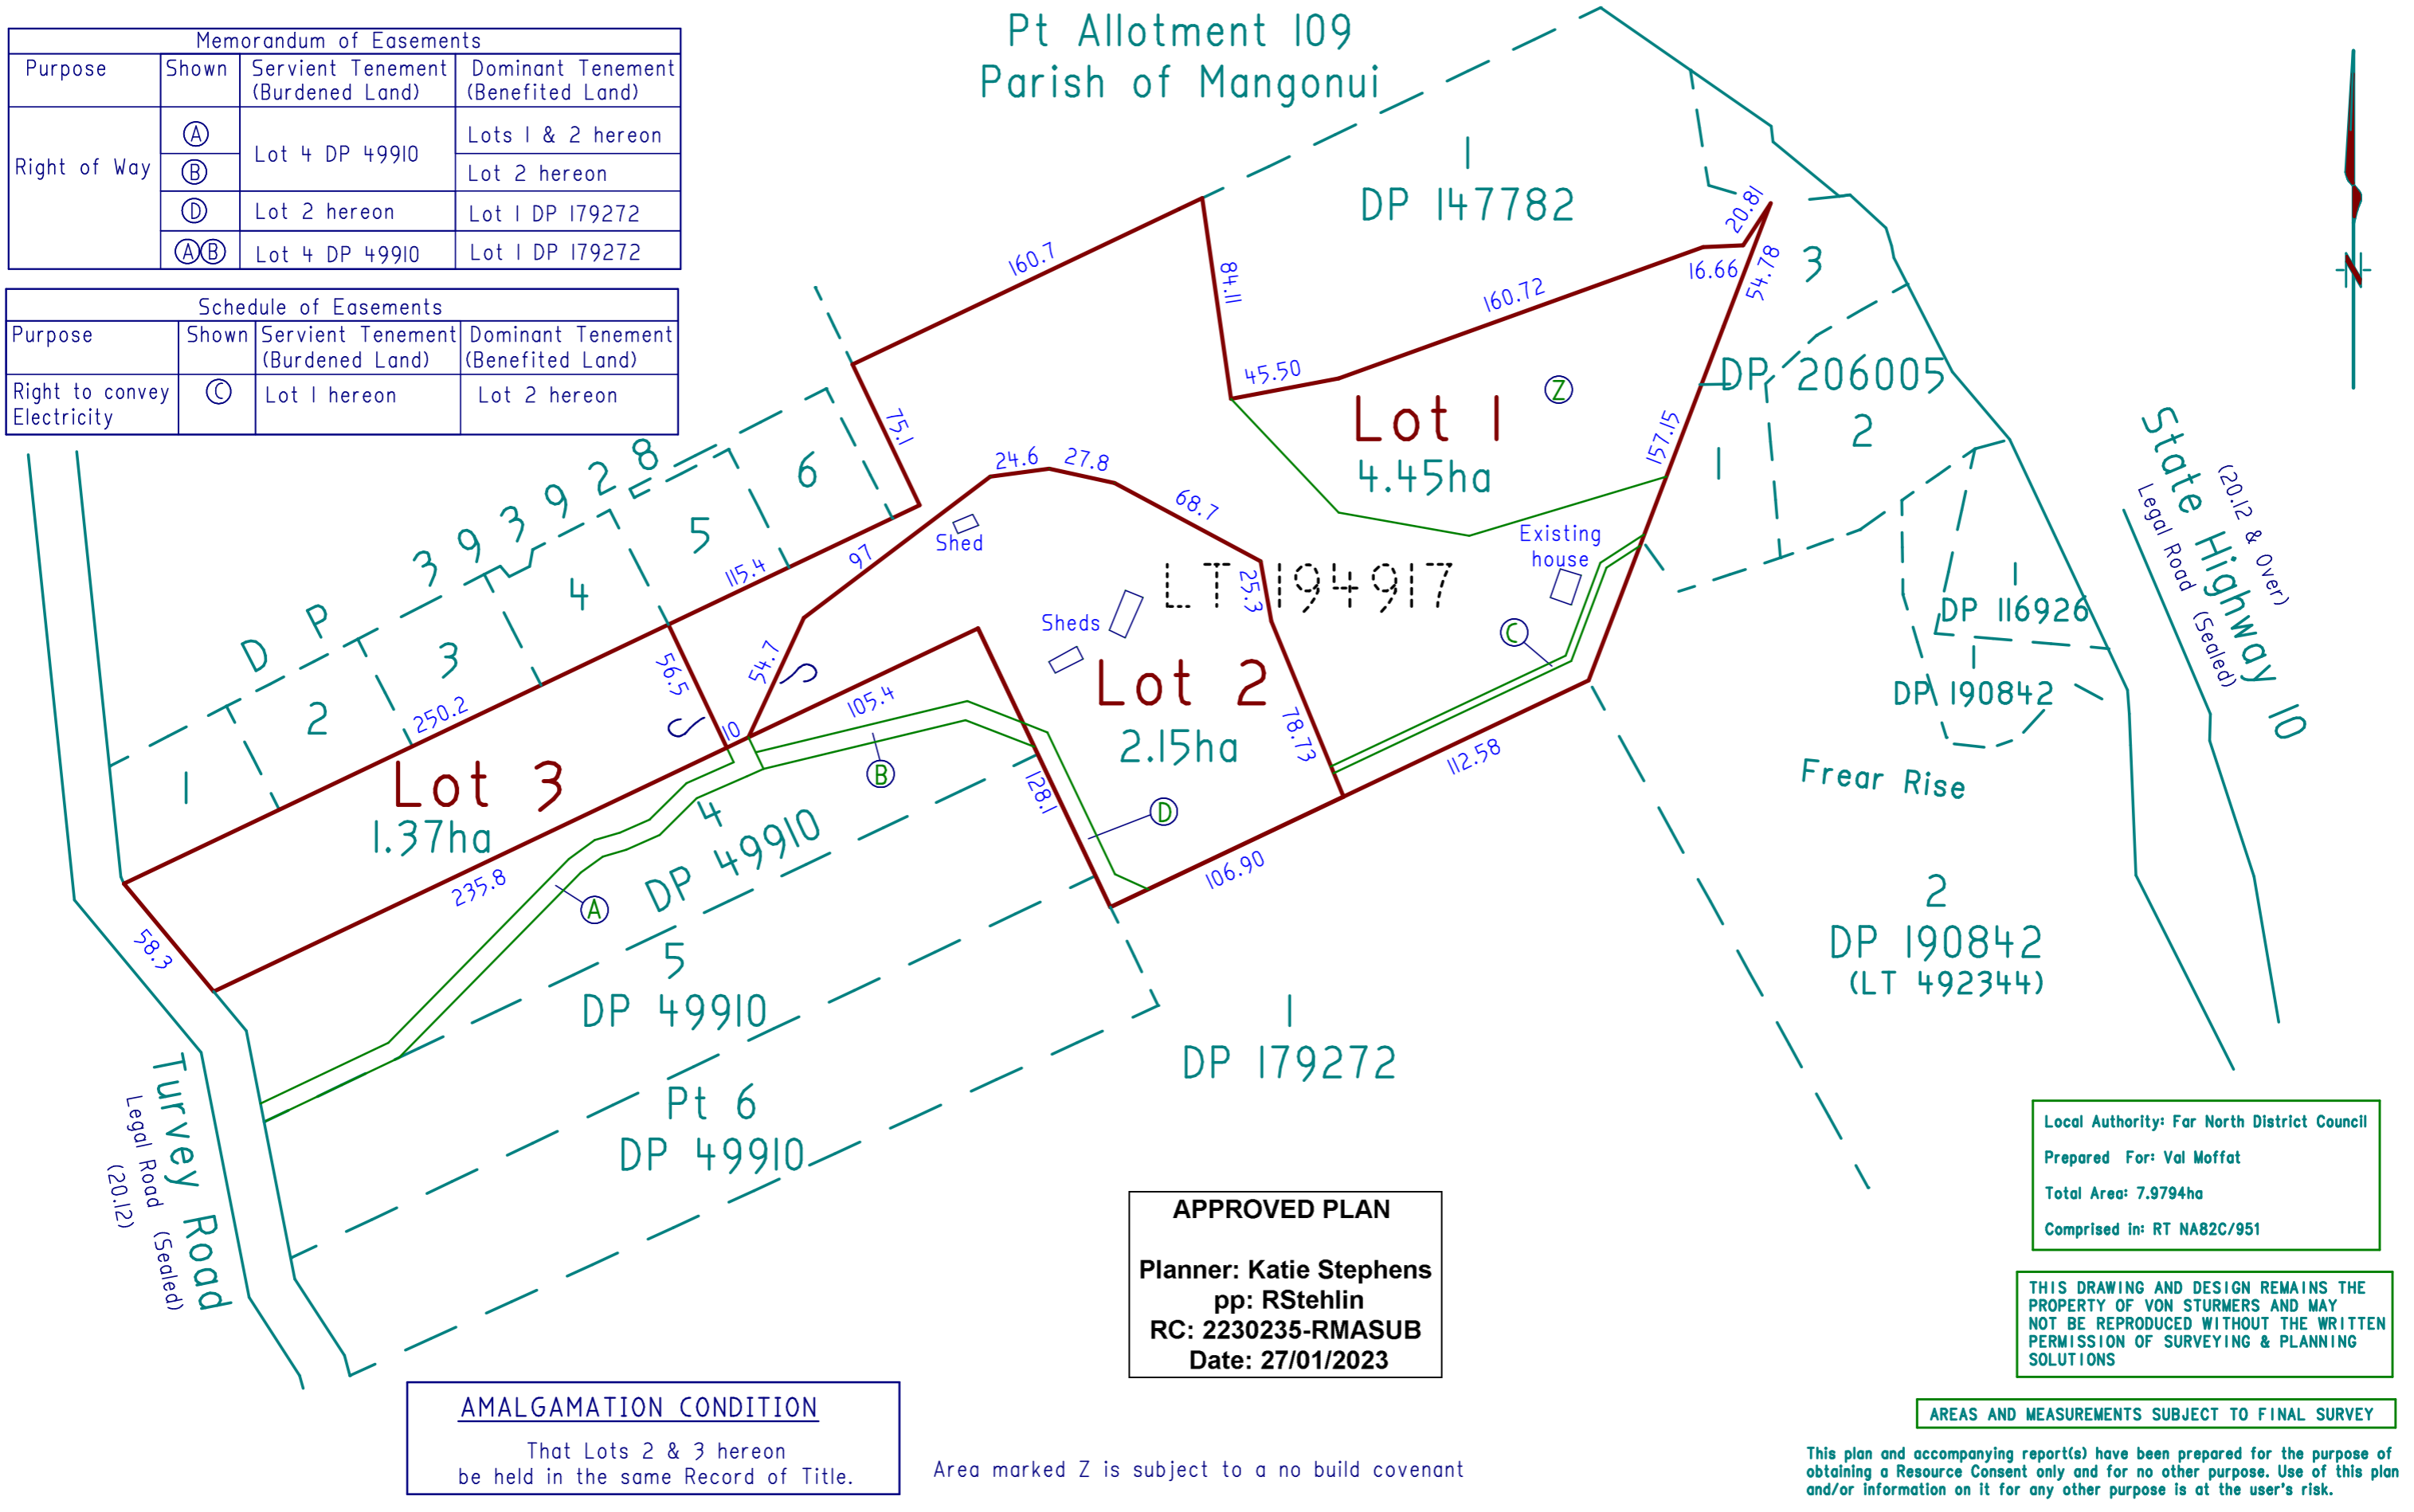 Memorandum of Easements
Purpose Shown Servient Tenement (Burdened Land) Dominant Tenement (Benefited Land)
Right of Way A Lot 4 DP 49910 Lots 1 & 2 hereon
B Lot 2 hereon
D Lot 2 hereon Lot 1 DP 179272
A B Lot 4 DP 49910 Lot 1 DP 179272
Schedule of Easements
Purpose Shown Servient Tenement (Burdened Land) Dominant Tenement (Benefited Land)
Right to convey Electricity C Lot 1 hereon Lot 2 hereon
Pt Allotment 109
Parish of Mangonui
1
DP 147782
160.7
84.11
20.81
16.66
54.78
160.72
45.50
3
Z
Lot 1
4.45ha
157.15
DP 206005
1
2
75.1
24.6
27.8
68.7
97
Shed
115.4
DP 39392 8
1
2
3
4
5
6
Existing
house
LT 194917
25.3
Sheds
C
Lot 2
2.15ha
78.73
112.58
56.5
54.7
S
S
10
105.4
250.2
Lot 3
1.37ha
235.8
58.3
B
A
D
128.1
106.90
4
DP 49910
5
DP 49910
Pt 6
DP 49910
1
DP 179272
1
DP 116926
1
DP 190842
Frear Rise
2
DP 190842
(LT 492344)
State Highway 10
Legal Road (Sealed)
(20.12 & Over)
N
Turvey Road
Legal Road (Sealed)
(20.12)
Local Authority: Far North District Council
Prepared For: Val Moffat
Total Area: 7.9794ha
Comprised in: RT NA82C/951
THIS DRAWING AND DESIGN REMAINS THE
PROPERTY OF VON STURMERS AND MAY
NOT BE REPRODUCED WITHOUT THE WRITTEN
PERMISSION OF SURVEYING & PLANNING
SOLUTIONS
AREAS AND MEASUREMENTS SUBJECT TO FINAL SURVEY
This plan and accompanying report(s) have been prepared for the purpose of
obtaining a Resource Consent only and for no other purpose. Use of this plan
and/or information on it for any other purpose is at the user's risk.
APPROVED PLAN
Planner: Katie Stephens
pp: RStehlin
RC: 2230235-RMASUB
Date: 27/01/2023
AMALGAMATION CONDITION
That Lots 2 & 3 hereon
be held in the same Record of Title.
Area marked Z is subject to a no build covenant